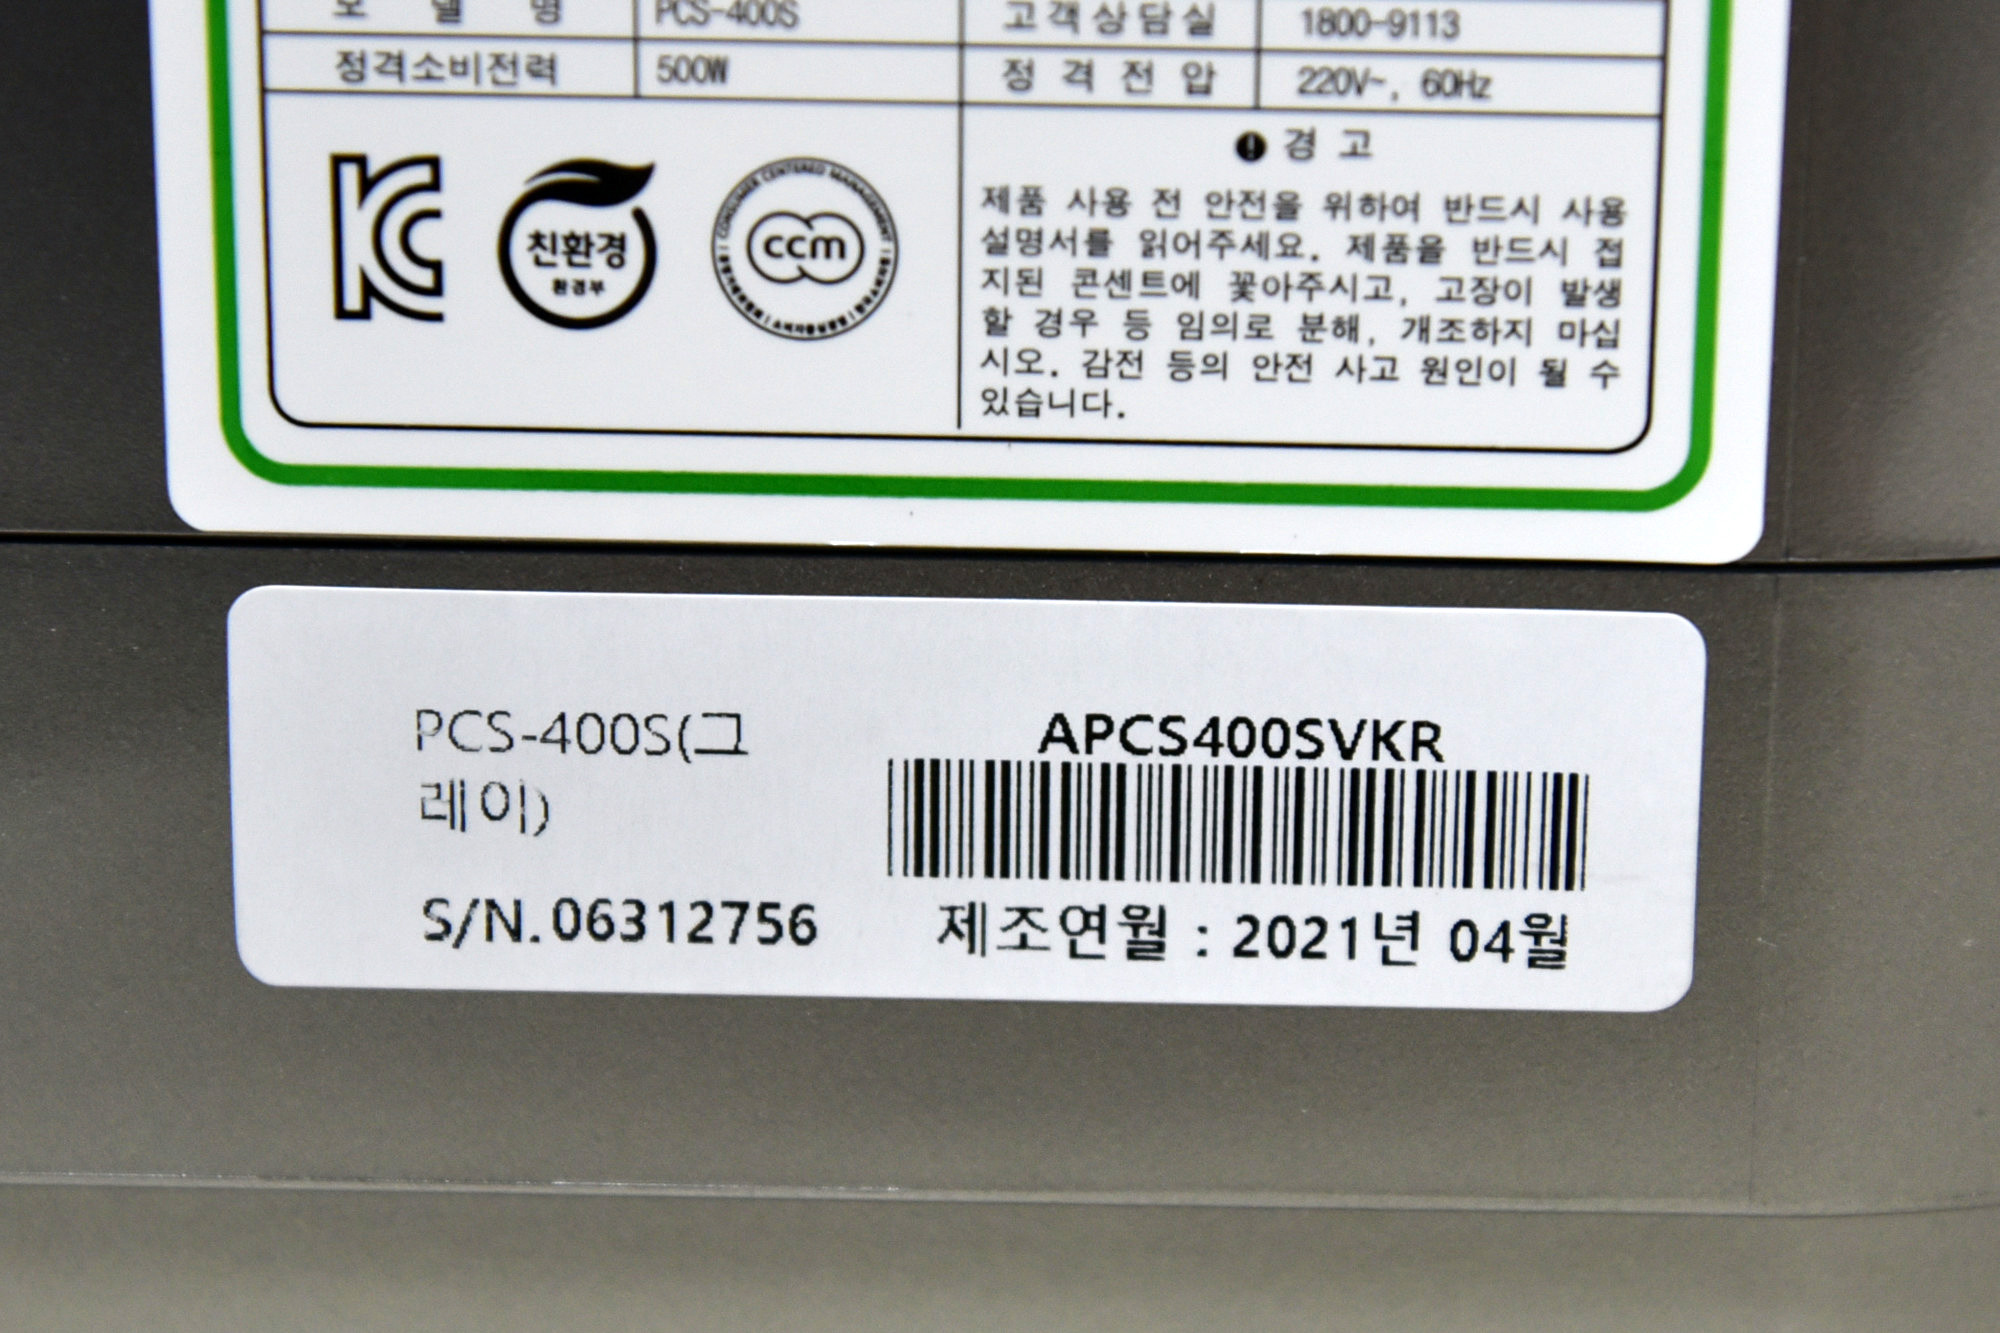 모 델 명 PCS-400S 고객상담실 1800-9113
정격소비전력 500W 정 격 전 압 220V~, 60Hz
친환경
환경부
CONSUMER CENTERED MANAGEMENT
ccm
경 고
제품 사용 전 안전을 위하여 반드시 사용
설명서를 읽어주세요. 제품을 반드시 접
지된 콘센트에 꽃아주시고, 고장이 발생
할 경우 등 임의로 분해, 개조하지 마십
시오. 감전 등의 안전 사고 원인이 될 수
있습니다.
PCS-400S(그
레이)
APCS400SVKR
S/N.06312756
제조연월 : 2021년 04월